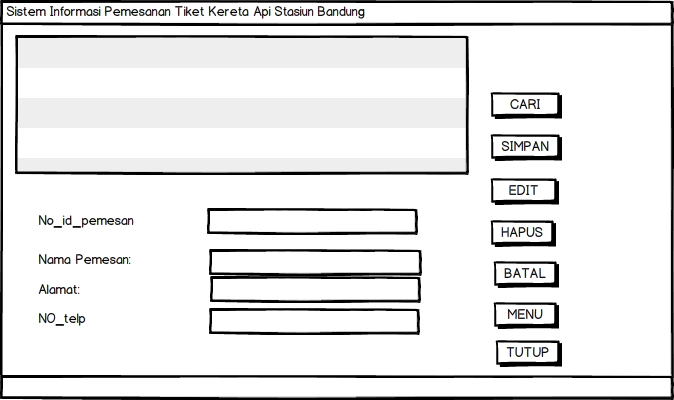 Sistem Informasi Pemesanan Tiket Kereta Api Stasiun Bandung
CARI
SIMPAN
EDIT
HAPUS
BATAL
MENU
TUTUP
No_id_pemesan
Nama Pemesan:
Alamat:
NO_telp